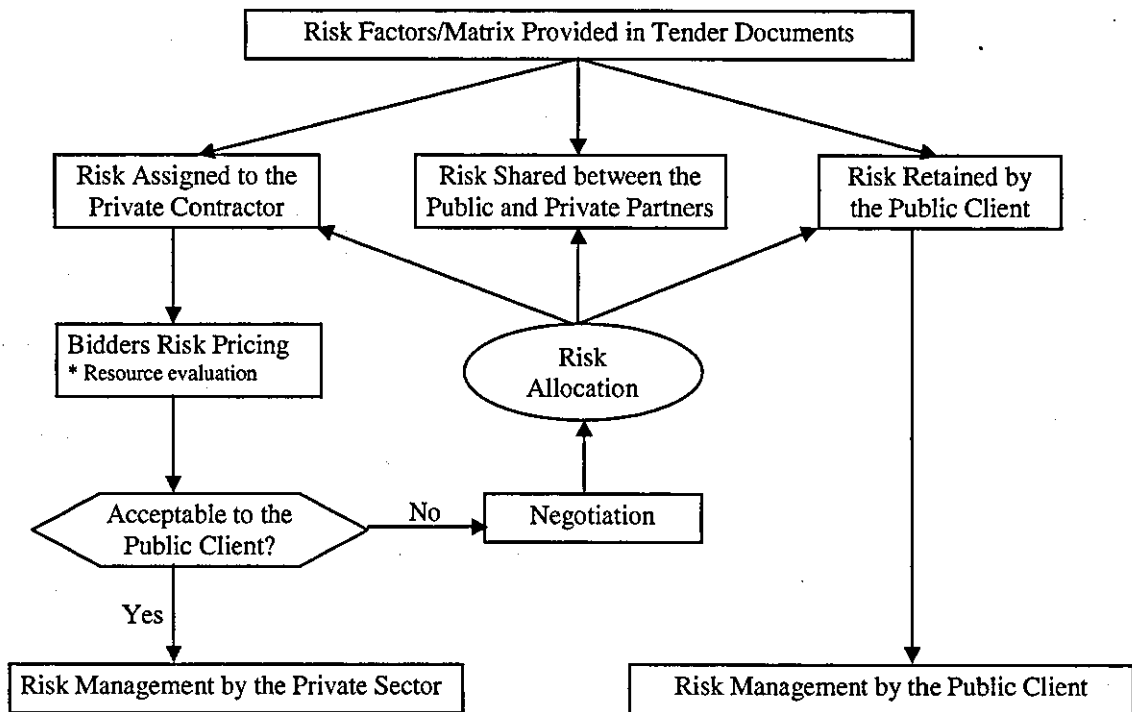 Risk Factors/Matrix Provided in Tender Documents
Risk Assigned to the
Private Contractor
Risk Shared between the
Public and Private Partners
Risk Retained by
the Public Client
Bidders Risk Pricing
* Resource evaluation
Risk
Allocation
Acceptable to the
Public Client?
No
Negotiation
Yes
Risk Management by the Private Sector
Risk Management by the Public Client